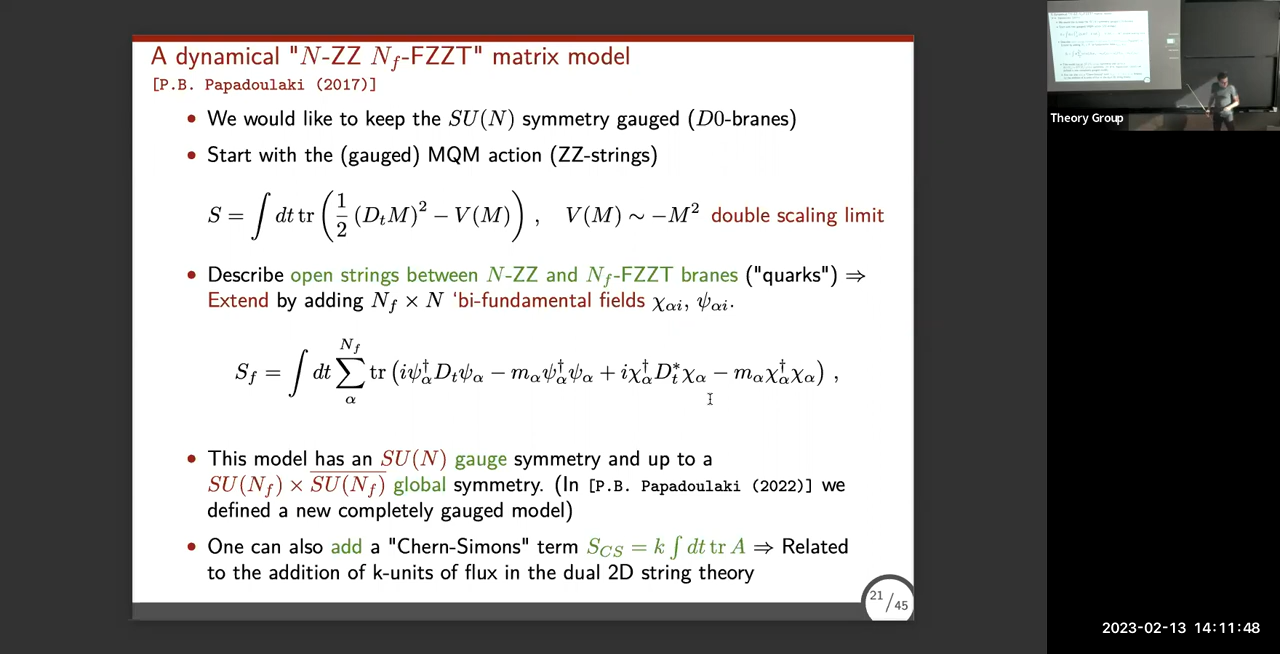 A dynamical "N-ZZ N_f-FZZT" matrix model
[P.B. Papadoulaki (2017)]
• We would like to keep the SU(N) symmetry gauged (D0-branes)
• Start with the (gauged) MQM action (ZZ-strings)
S = ∫ dt tr ( 1/2 (D_t M)² − V(M) ) , V(M) ∼ −M² double scaling limit
• Describe open strings between N-ZZ and N_f-FZZT branes ("quarks") ⇒
Extend by adding N_f × N 'bi-fundamental fields χ_{αi}, ψ_{αi}.
S_f = ∫ dt ∑_α^{N_f} tr ( iψ_α^† D_t ψ_α − m_α ψ_α^† ψ_α + iχ_α^† D_t^* χ_α − m_α χ_α^† χ_α ) ,
• This model has an SU(N) gauge symmetry and up to a
SU(N_f) × \overline{SU(N_f)} global symmetry. (In [P.B. Papadoulaki (2022)] we
defined a new completely gauged model)
• One can also add a "Chern-Simons" term S_{CS} = k ∫ dt tr A ⇒ Related
to the addition of k-units of flux in the dual 2D string theory
21/45
Theory Group
2023-02-13 14:11:48